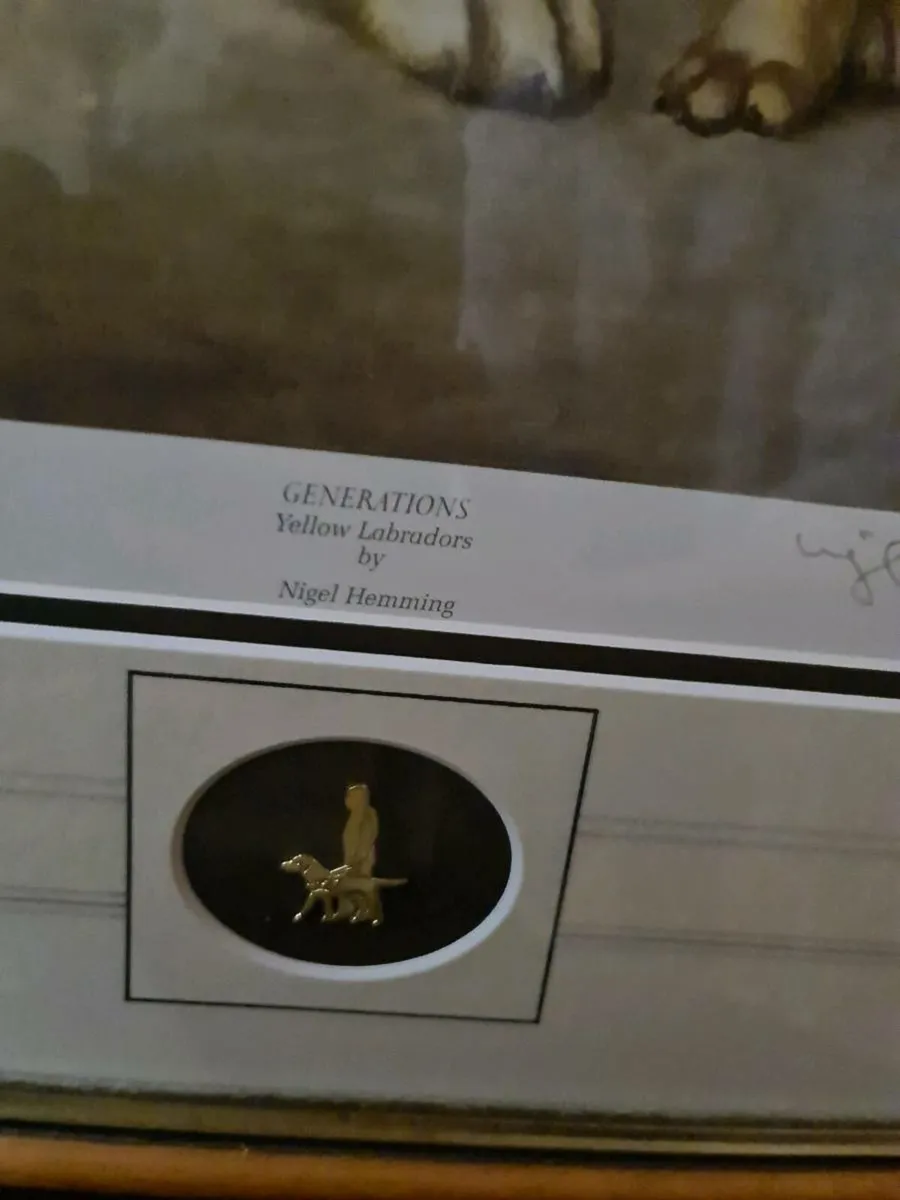 GENERATIONS
Yellow Labradors
by
Nigel Hemming